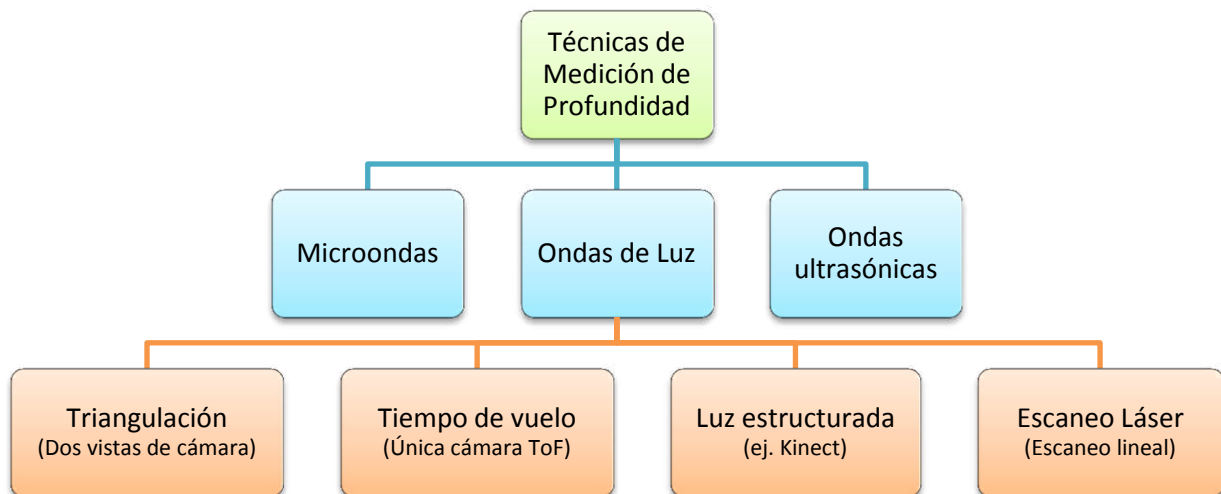 Técnicas de
Medición de
Profundidad
Microondas
Ondas de Luz
Ondas
ultrasónicas
Triangulación
(Dos vistas de cámara)
Tiempo de vuelo
(Única cámara ToF)
Luz estructurada
(ej. Kinect)
Escaneo Láser
(Escaneo lineal)